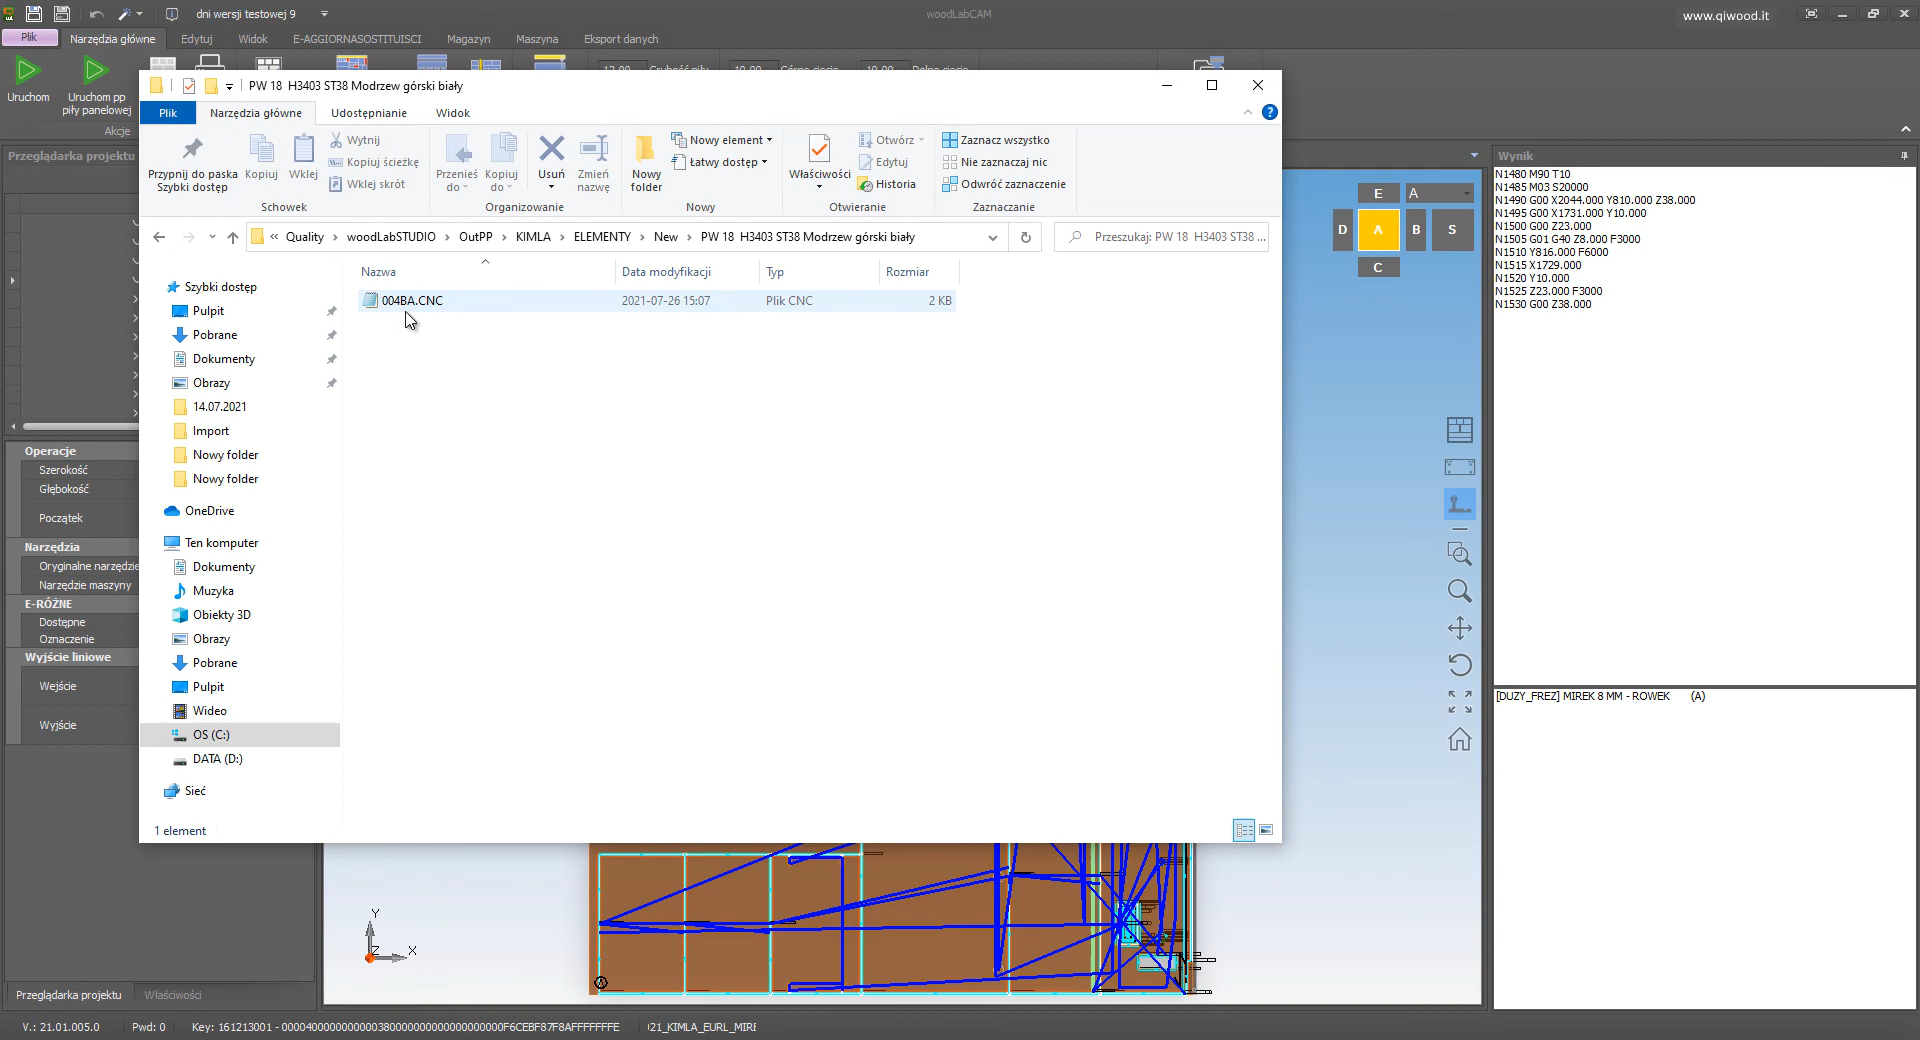 dni wersji testowej 9
woodLabCAM
www.qiwood.it
Plik
Narzędzia główne
Edytuj
Widok
E-AGGIORNASOSTITUISCI
Magazyn
Maszyna
Eksport danych
Uruchom
Uruchom pp
piły panelowej
Akcje
PW 18 H3403 ST38 Modrzew górski biały
Plik
Narzędzia główne
Udostępnianie
Widok
Przypnij do paska
Szybki dostęp
Kopiuj
Wklej
Wytnij
Kopiuj ścieżkę
Wklej skrót
Schowek
Przenieś
do
Kopiuj
do
Usuń
Zmień
nazwę
Organizowanie
Nowy
folder
Nowy element
Łatwy dostęp
Nowy
Właściwości
Otwórz
Edytuj
Historia
Otwieranie
Zaznacz wszystko
Nie zaznaczaj nic
Odwróć zaznaczenie
Zaznaczanie
« Quality › woodLabSTUDIO › OutPP › KIMLA › ELEMENTY › New › PW 18 H3403 ST38 Modrzew górski biały
Przeszukaj: PW 18 H3403 ST38 ...
Nazwa Data modyfikacji Typ Rozmiar
004BA.CNC 2021-07-26 15:07 Plik CNC 2 KB
Szybki dostęp
Pulpit
Pobrane
Dokumenty
Obrazy
14.07.2021
Import
Nowy folder
Nowy folder
OneDrive
Ten komputer
Dokumenty
Muzyka
Obiekty 3D
Obrazy
Pobrane
Pulpit
Wideo
OS (C:)
DATA (D:)
Sieć
1 element
Przeglądarka projektu
Operacje
Szerokość
Głębokość
Początek
Narzędzia
Oryginalne narzędzie
Narzędzie maszyny
E-RÓŻNE
Dostępne
Oznaczenie
Wyjście liniowe
Wejście
Wyjście
Przeglądarka projektu
Właściwości
E
A
D
A
B
S
C
Y
Z
X
A
Wynik
N1480 M90 T10
N1485 M03 S20000
N1490 G00 X2044.000 Y810.000 Z38.000
N1495 G00 X1731.000 Y10.000
N1500 G00 Z23.000
N1505 G01 G40 Z8.000 F3000
N1510 Y816.000 F6000
N1515 X1729.000
N1520 Y10.000
N1525 Z23.000 F3000
N1530 G00 Z38.000
[DUZY_FREZ] MIREK 8 MM - ROWEK (A)
V.: 21.01.005.0
Pwd: 0